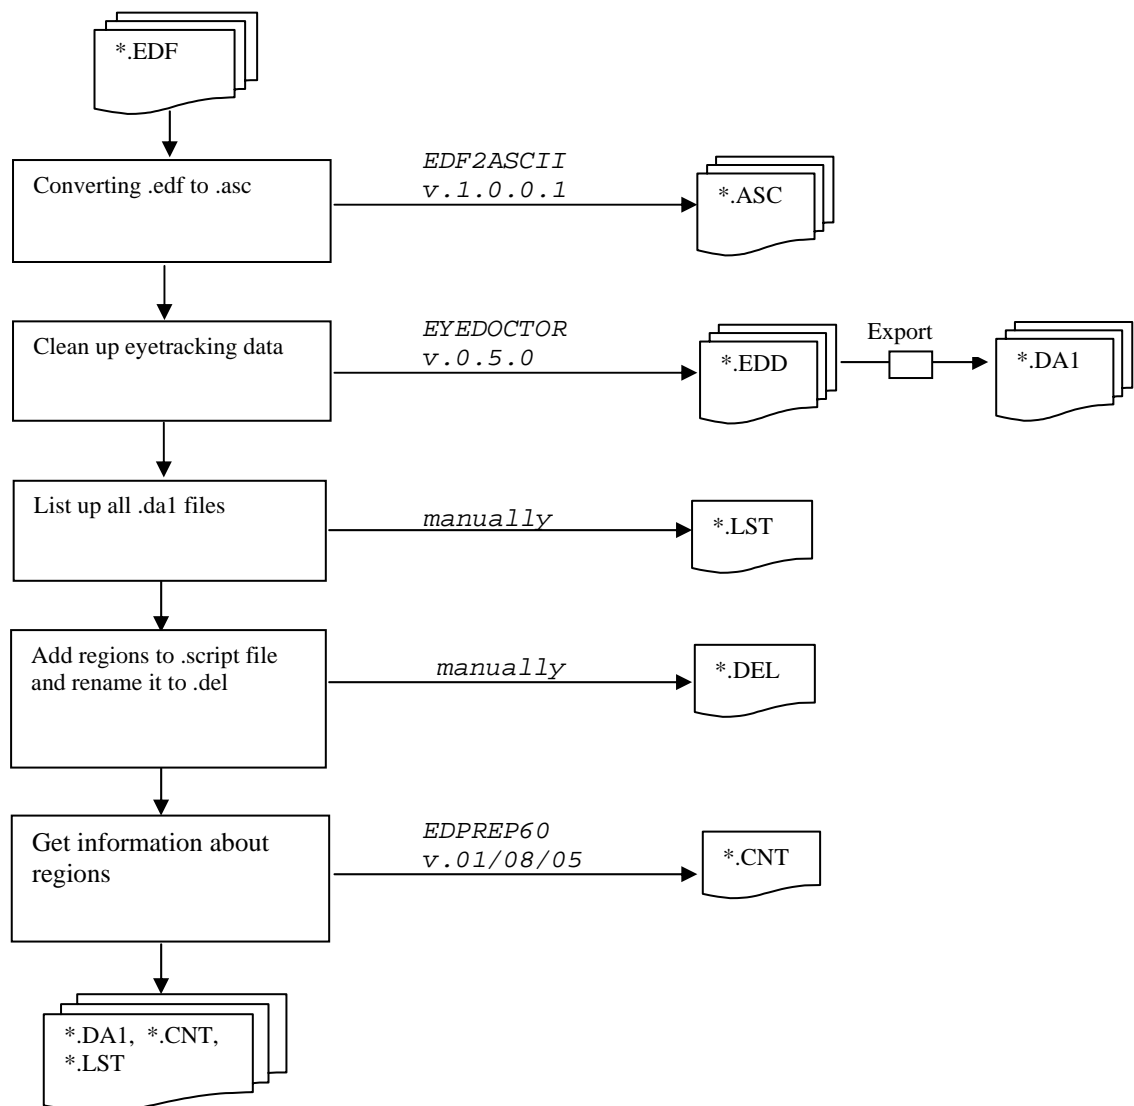 *.EDF
Converting .edf to .asc
EDF2ASCII
v.1.0.0.1
*.ASC
Clean up eyetracking data
EYEDOCTOR
v.0.5.0
*.EDD
Export
*.DA1
List up all .da1 files
manually
*.LST
Add regions to .script file
and rename it to .del
manually
*.DEL
Get information about
regions
EDPREP60
v.01/08/05
*.CNT
*.DA1, *.CNT,
*.LST